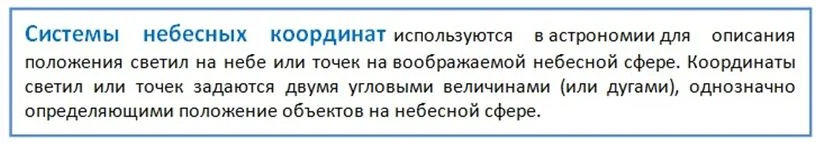 Системы небесных координат используются в астрономии для описания
положения светил на небе или точек на воображаемой небесной сфере. Координаты
светил или точек задаются двумя угловыми величинами (или дугами), однозначно
определяющими положение объектов на небесной сфере.